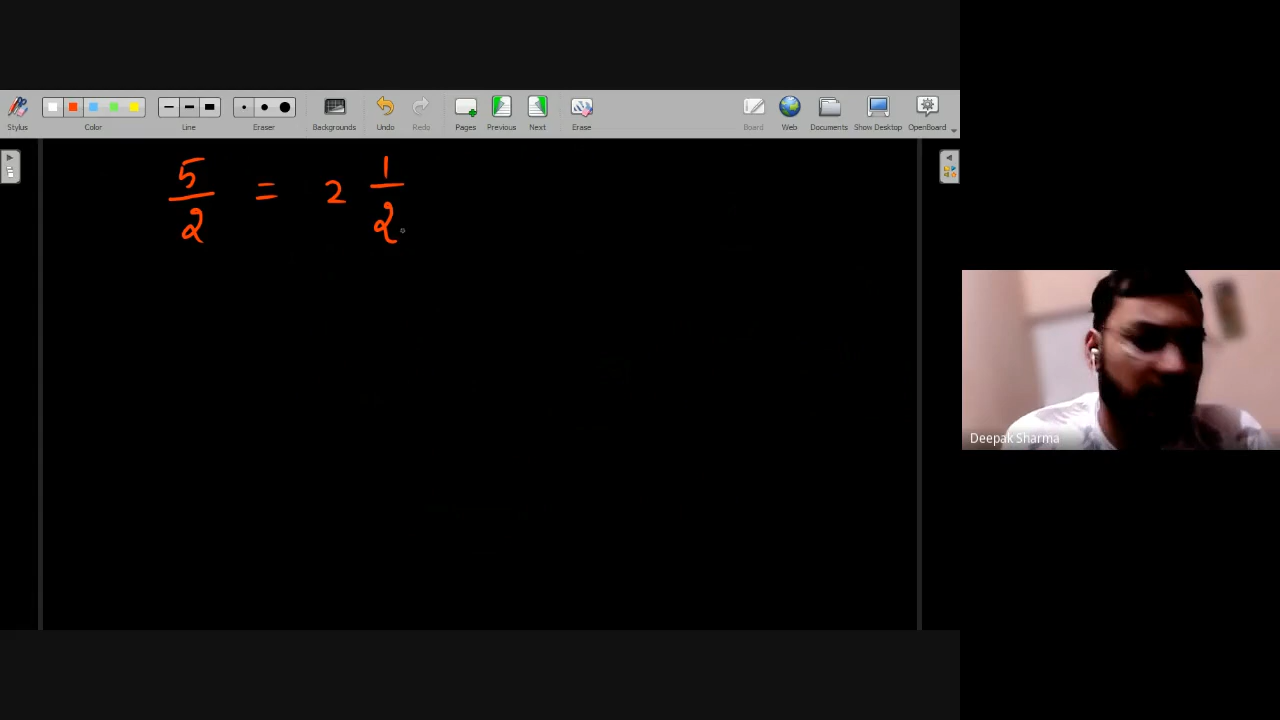 Stylus Color Line Eraser Backgrounds Undo Redo Pages Previous Next Erase Board Web Documents Show Desktop OpenBoard
5/2 = 2 1/2
Deepak Sharma